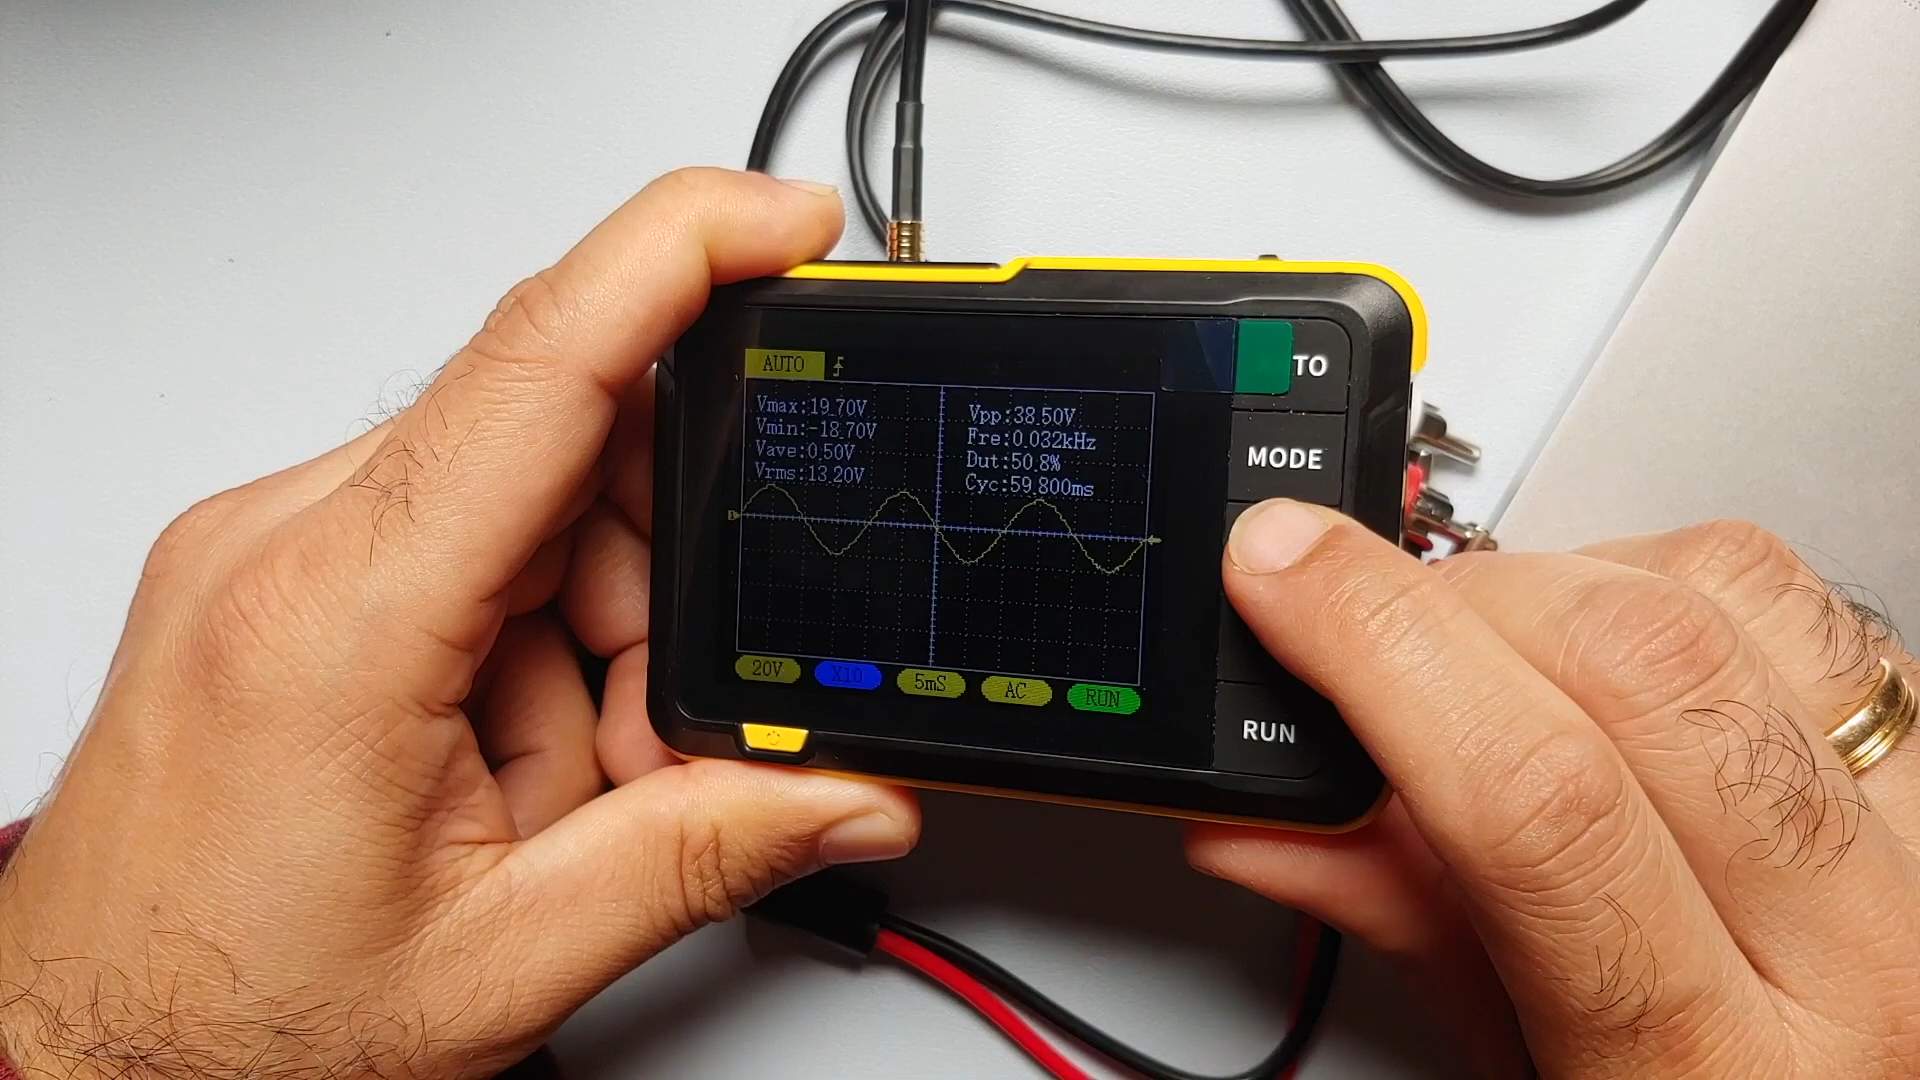 AUTO
Vmax:19.70V
Vmin:-18.70V
Vave:0.50V
Vrms:13.20V
Vpp:38.50V
Fre:0.032kHz
Dut:50.8%
Cyc:59.800ms
1
20V
X10
5mS
AC
RUN
TO
MODE
RUN